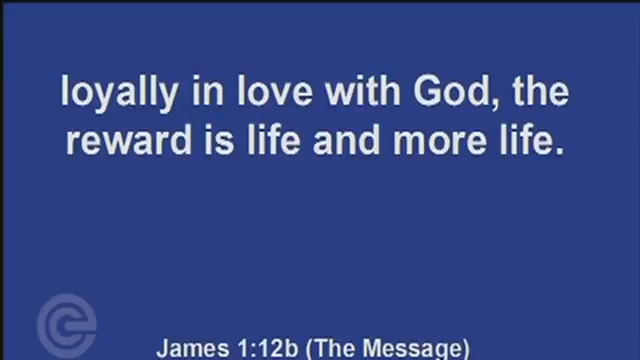 loyally in love with God, the
reward is life and more life.
James 1:12b (The Message)